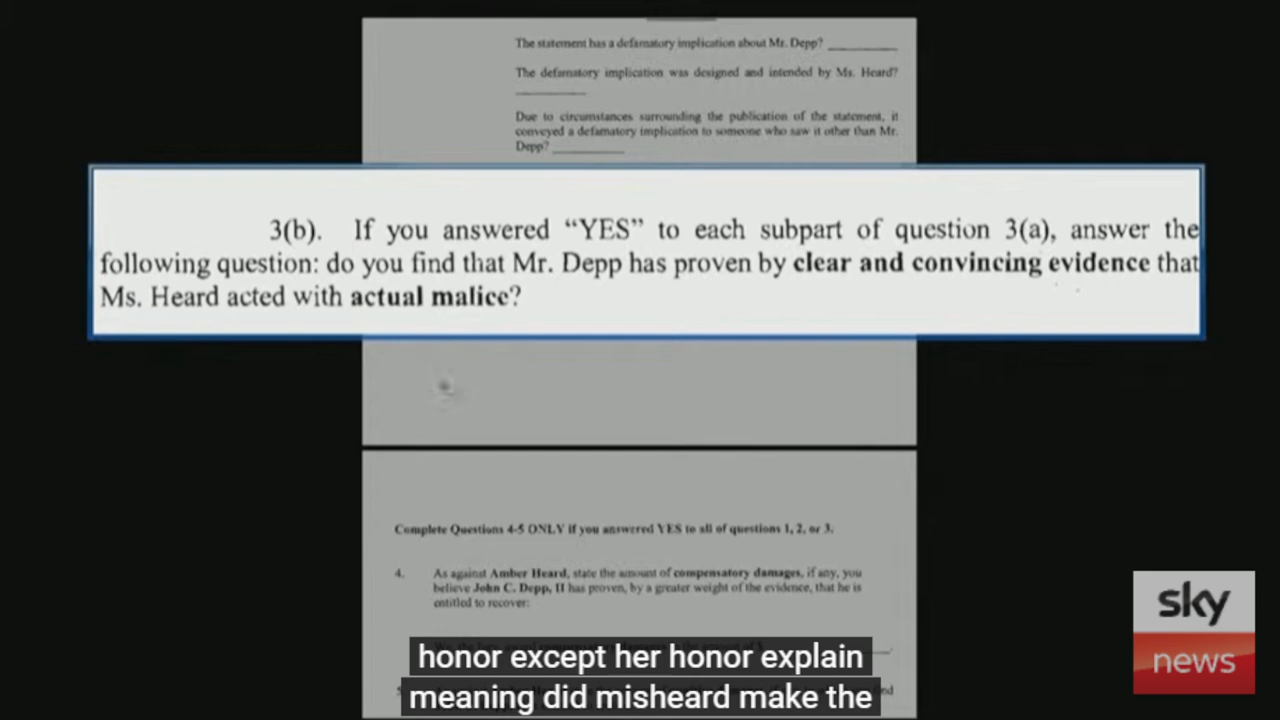 The statement has a defamatory implication about Mr. Depp? ________
The defamatory implication was designed and intended by Ms. Heard?
________
Due to circumstances surrounding the publication of the statement, it
conveyed a defamatory implication to someone who saw it other than Mr.
Depp? ________
3(b). If you answered “YES” to each subpart of question 3(a), answer the
following question: do you find that Mr. Depp has proven by clear and convincing evidence that
Ms. Heard acted with actual malice?
Complete Questions 4-5 ONLY if you answered YES to all of questions 1, 2, or 3.
4. As against Amber Heard, state the amount of compensatory damages, if any, you
believe John C. Depp, II has proven, by a greater weight of the evidence, that he is
entitled to recover:
honor except her honor explain
meaning did misheard make the
sky
news